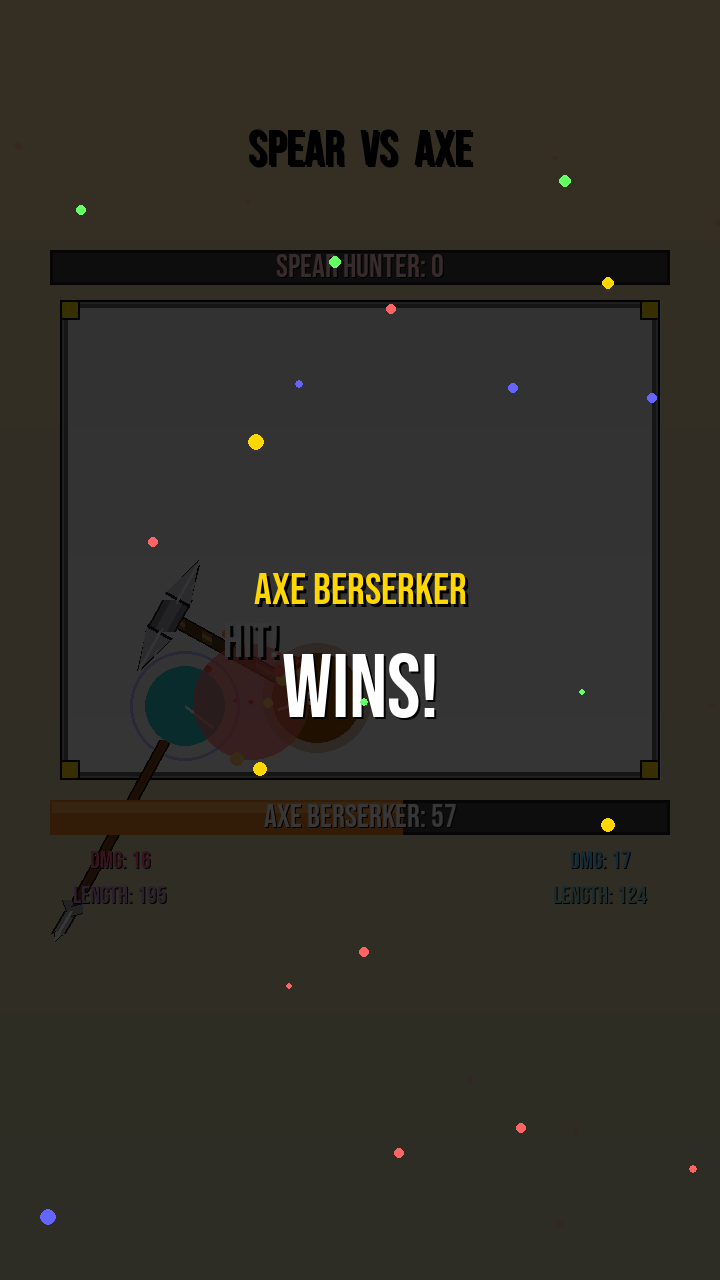 SPEAR VS AXE
SPEAR HUNTER: 0
AXE BERSERKER
HIT!
WINS!
AXE BERSERKER: 57
DMG: 16
DMG: 17
LENGTH: 195
LENGTH: 124